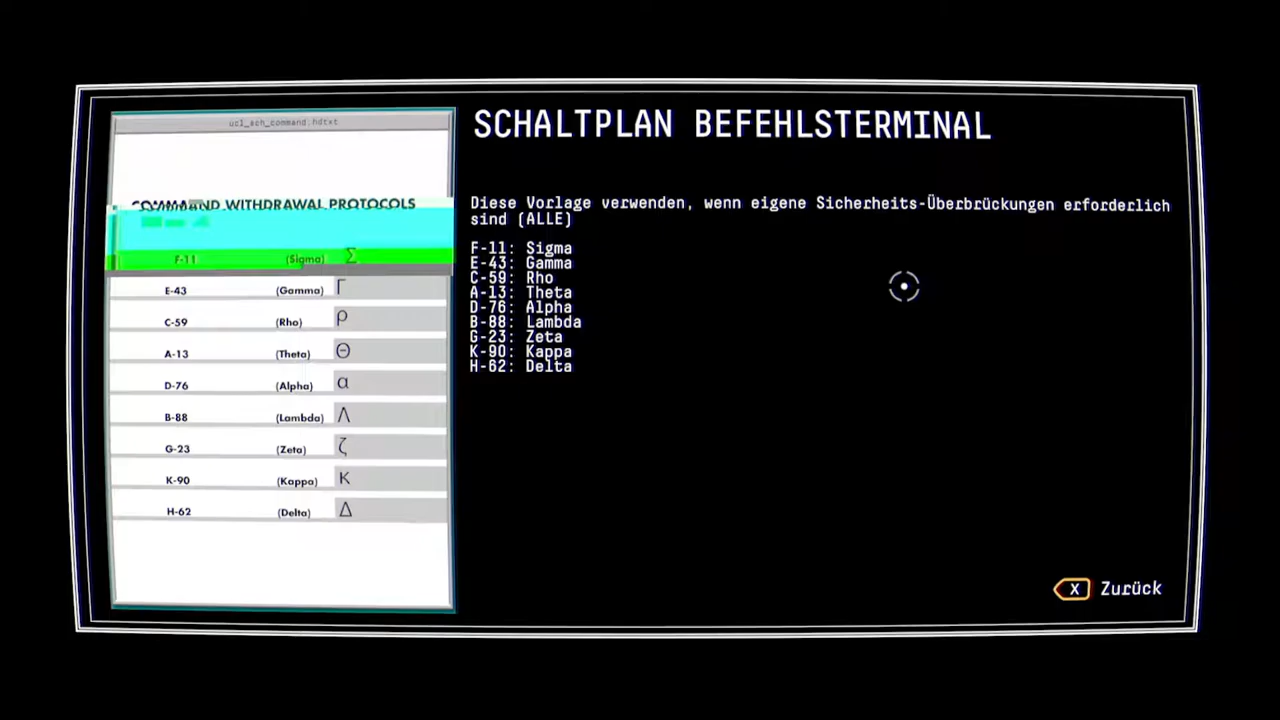 url_sch_command.hdtxt
COMMAND WITHDRAWAL PROTOCOLS
F-11 (Sigma) Σ
E-43 (Gamma) Γ
C-59 (Rho) ρ
A-13 (Theta) Θ
D-76 (Alpha) α
B-88 (Lambda) Λ
G-23 (Zeta) ζ
K-90 (Kappa) K
H-62 (Delta) Δ
SCHALTPLAN BEFEHLSTERMINAL
Diese Vorlage verwenden, wenn eigene Sicherheits-Überbrückungen erforderlich
sind (ALLE)
F-11: Sigma
E-43: Gamma
C-59: Rho
A-13: Theta
D-76: Alpha
B-88: Lambda
G-23: Zeta
K-90: Kappa
H-62: Delta
X Zurück